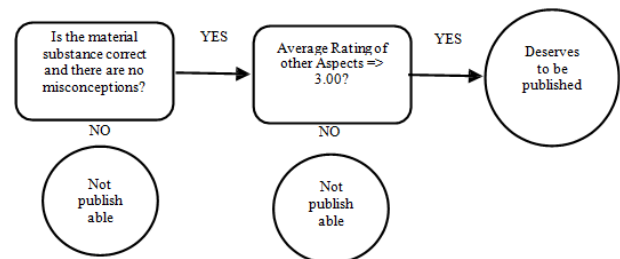 Is the material
substance correct
and there are no
misconceptions?
YES
Average Rating of
other Aspects =>
3.00?
YES
Deserves
to be
published
NO
NO
Not
publish
able
Not
publish
able